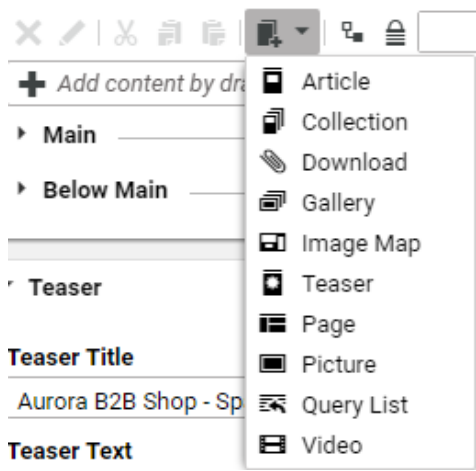 Add content by dra
Main
Below Main
Teaser
Teaser Title
Aurora B2B Shop - Sp
Teaser Text
Article
Collection
Download
Gallery
Image Map
Teaser
Page
Picture
Query List
Video